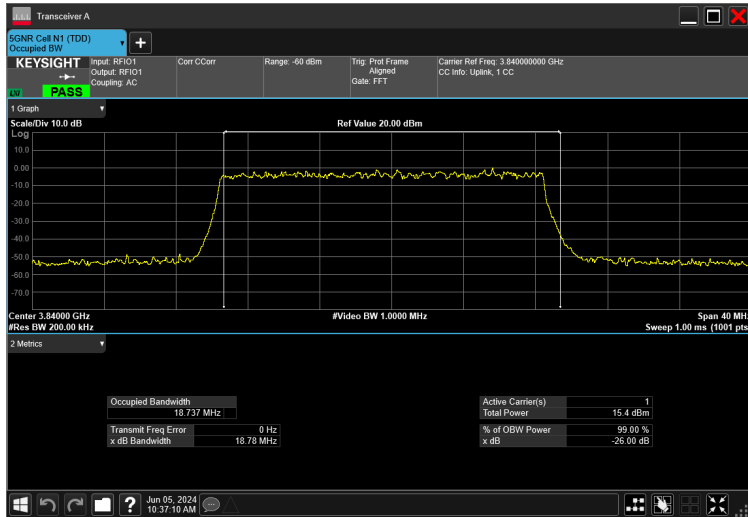 Transceiver A
5GNR Cell N1 (TDD)
Occupied BW
KEYSIGHT
LXI
PASS
Input: RFIO1
Output: RFIO1
Coupling: AC
Corr CCorr
Range: -60 dBm
Trig: Prot Frame
Aligned
Gate: FFT
Carrier Ref Freq: 3.840000000 GHz
CC Info: Uplink, 1 CC
1 Graph
Scale/Div 10.0 dB
Ref Value 20.00 dBm
Log
10.0
0.00
-10.0
-20.0
-30.0
-40.0
-50.0
-60.0
-70.0
Center 3.84000 GHz
#Video BW 1.0000 MHz
Span 40 MHz
#Res BW 200.00 kHz
Sweep 1.00 ms (1001 pts
2 Metrics
Occupied Bandwidth
18.737 MHz
Transmit Freq Error 0 Hz
x dB Bandwidth 18.78 MHz
Active Carrier(s) 1
Total Power 15.4 dBm
% of OBW Power 99.00 %
x dB -26.00 dB
?
Jun 05, 2024
10:37:10 AM